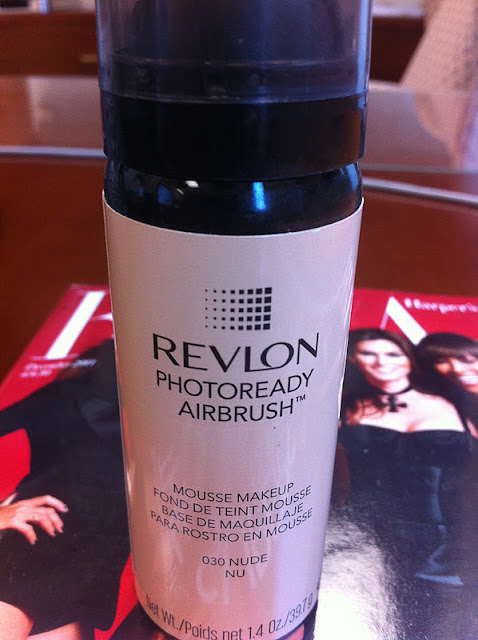 REVLON
PHOTOREADY
AIRBRUSH™
MOUSSE MAKEUP
FOND DE TEINT MOUSSE
BASE DE MAQUILLAJE
PARA ROSTRO EN MOUSSE
030 NUDE
NU
Net Wt./Poids net 1.4 Oz./39.7 g
Harper's
A